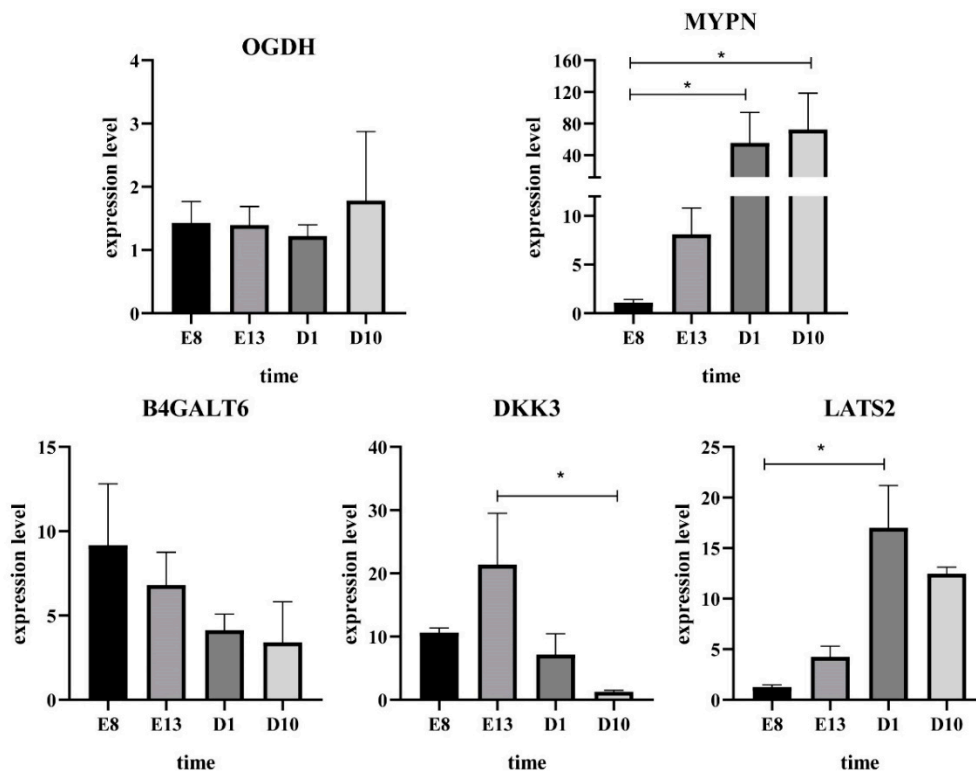 OGDH
expression level
4
3
2
1
0
E8 E13 D1 D10
time
MYPN
expression level
160
120
80
40
10
5
0
*
*
E8 E13 D1 D10
time
B4GALT6
expression level
15
10
5
0
E8 E13 D1 D10
time
DKK3
expression level
40
30
20
10
0
*
E8 E13 D1 D10
time
LATS2
expression level
25
20
15
10
5
0
*
E8 E13 D1 D10
time